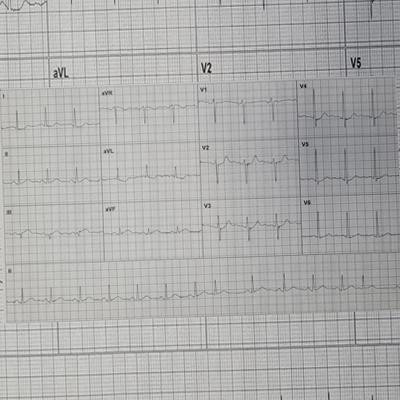 aVL V2 V5
I aVR V1 V4
II aVL V2 V5
III aVF V3 V6
II